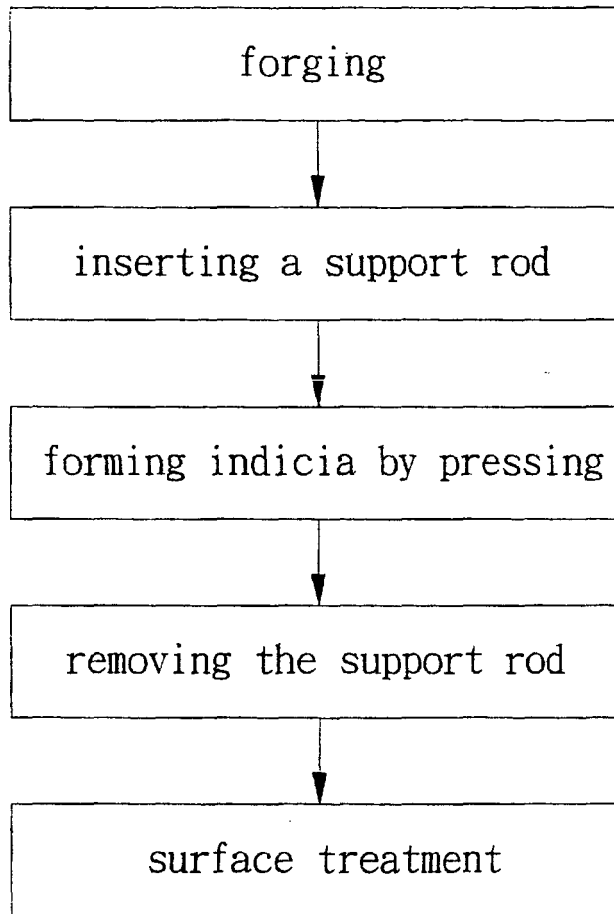 forging
inserting a support rod
forming indicia by pressing
removing the support rod
surface treatment